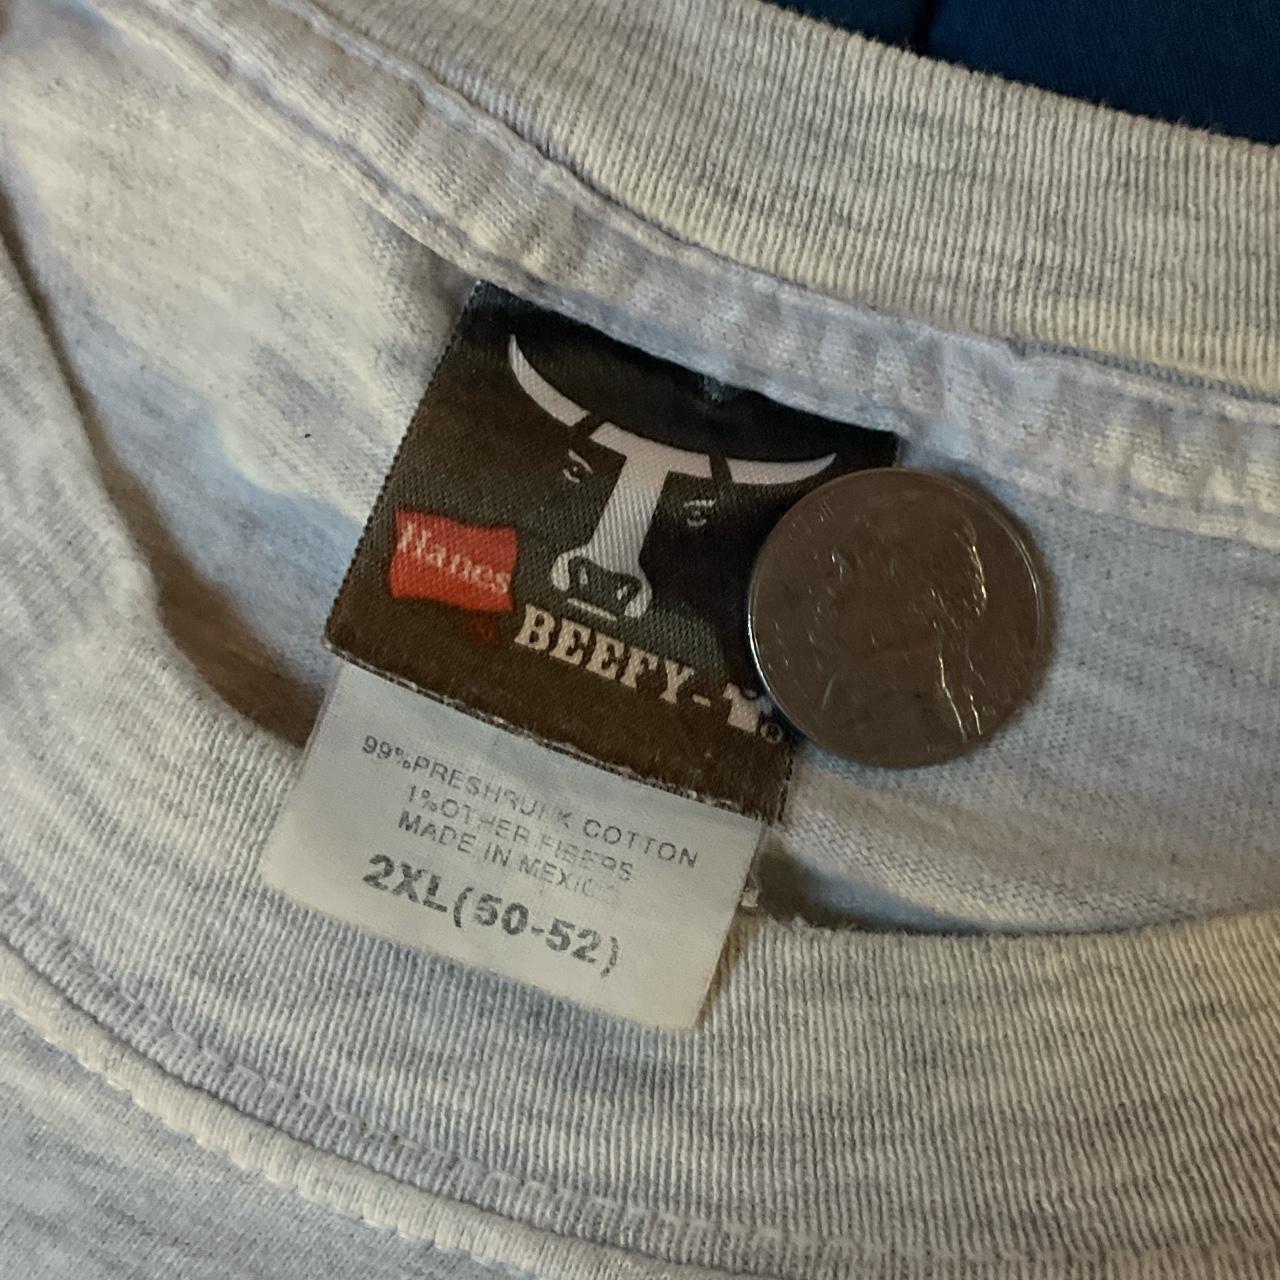 Hanes
BEEFY-T®
99%PRESHRUNK COTTON
1%OTHER FIBERS
MADE IN MEXICO
2XL(50-52)